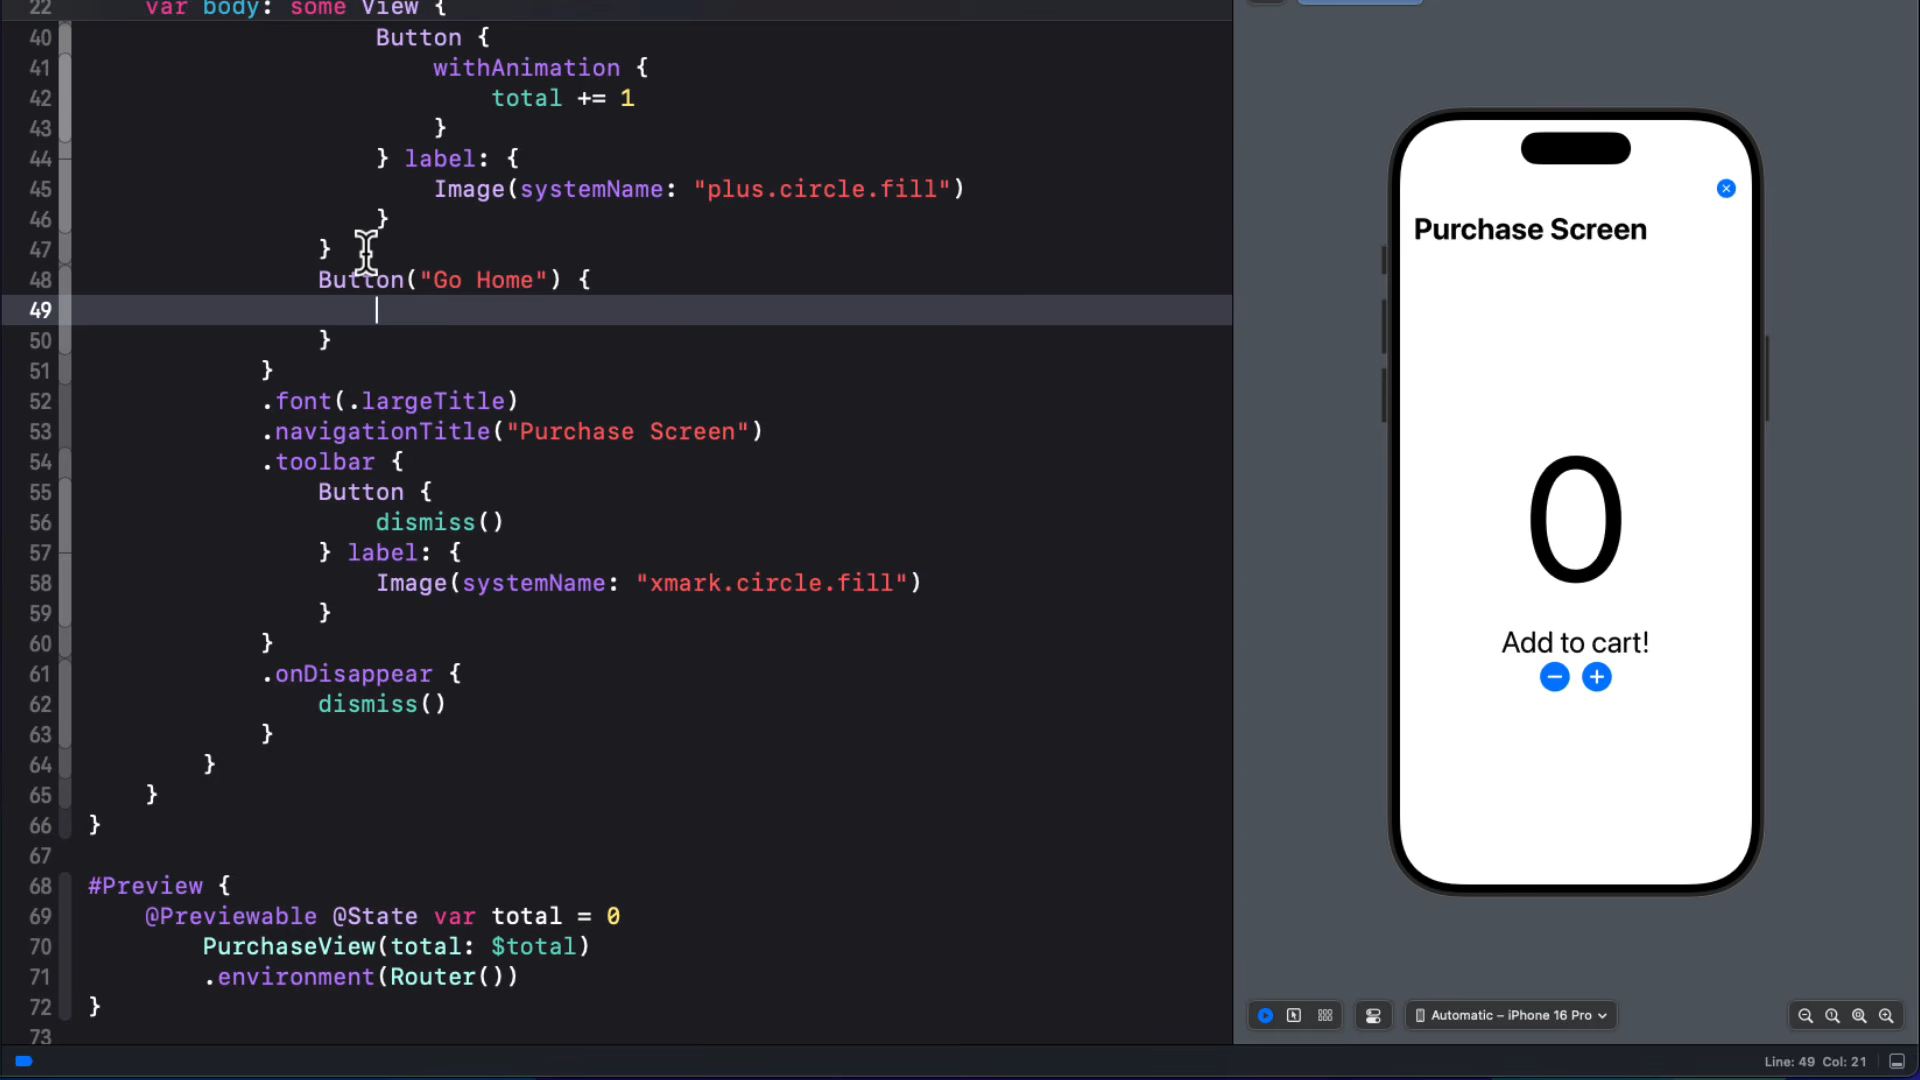 22 var body: some View {
40 Button {
41 withAnimation {
42 total += 1
43 }
44 } label: {
45 Image(systemName: "plus.circle.fill")
46 }
47 }
48 Button("Go Home") {
49
50 }
51 }
52 .font(.largeTitle)
53 .navigationTitle("Purchase Screen")
54 .toolbar {
55 Button {
56 dismiss()
57 } label: {
58 Image(systemName: "xmark.circle.fill")
59 }
60 }
61 .onDisappear {
62 dismiss()
63 }
64 }
65 }
66 }
67
68 #Preview {
69 @Previewable @State var total = 0
70 PurchaseView(total: $total)
71 .environment(Router())
72 }
73
Purchase Screen
0
Add to cart!
Automatic – iPhone 16 Pro
Line: 49 Col: 21